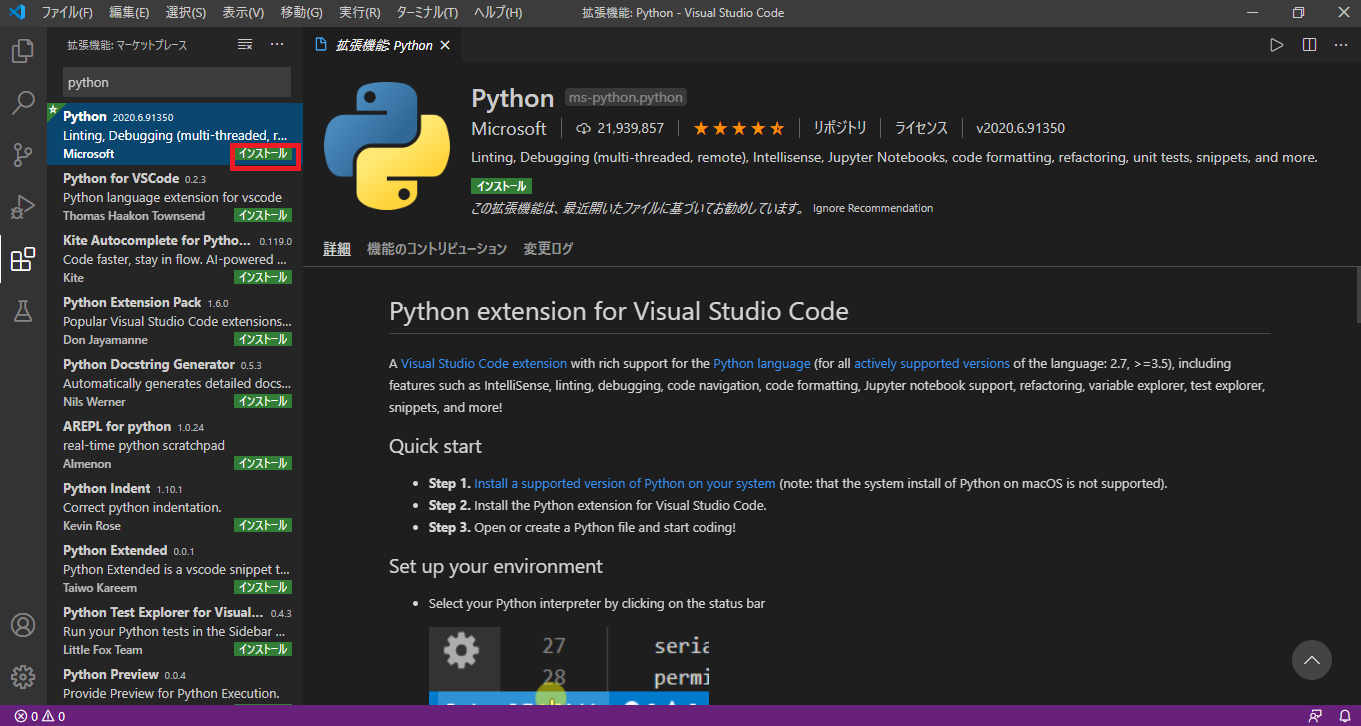 ファイル(F) 編集(E) 選択(S) 表示(V) 移動(G) 実行(R) ターミナル(T) ヘルプ(H) 拡張機能: Python - Visual Studio Code
拡張機能: マーケットプレース
python
Python 2020.6.91350
Linting, Debugging (multi-threaded, r...
Microsoft インストール
Python for VSCode 0.2.3
Python language extension for vscode
Thomas Haakon Townsend インストール
Kite Autocomplete for Pytho... 0.119.0
Code faster, stay in flow. AI-powered ...
Kite インストール
Python Extension Pack 1.6.0
Popular Visual Studio Code extensions...
Don Jayamanne インストール
Python Docstring Generator 0.5.3
Automatically generates detailed docs...
Nils Werner インストール
AREPL for python 1.0.24
real-time python scratchpad
Almenon インストール
Python Indent 1.10.1
Correct python indentation.
Kevin Rose インストール
Python Extended 0.0.1
Python Extended is a vscode snippet t...
Taiwo Kareem インストール
Python Test Explorer for Visual... 0.4.3
Run your Python tests in the Sidebar ...
Little Fox Team インストール
Python Preview 0.0.4
Provide Preview for Python Execution.
拡張機能: Python
Python ms-python.python
Microsoft 21,939,857 リポジトリ ライセンス v2020.6.91350
Linting, Debugging (multi-threaded, remote), Intellisense, Jupyter Notebooks, code formatting, refactoring, unit tests, snippets, and more.
インストール
この拡張機能は、最近開いたファイルに基づいてお勧めしています。 Ignore Recommendation
詳細 機能のコントリビューション 変更ログ
Python extension for Visual Studio Code
A Visual Studio Code extension with rich support for the Python language (for all actively supported versions of the language: 2.7, >=3.5), including
features such as IntelliSense, linting, debugging, code navigation, code formatting, Jupyter notebook support, refactoring, variable explorer, test explorer,
snippets, and more!
Quick start
• Step 1. Install a supported version of Python on your system (note: that the system install of Python on macOS is not supported).
• Step 2. Install the Python extension for Visual Studio Code.
• Step 3. Open or create a Python file and start coding!
Set up your environment
• Select your Python interpreter by clicking on the status bar
27 seria
28 permi
0 0